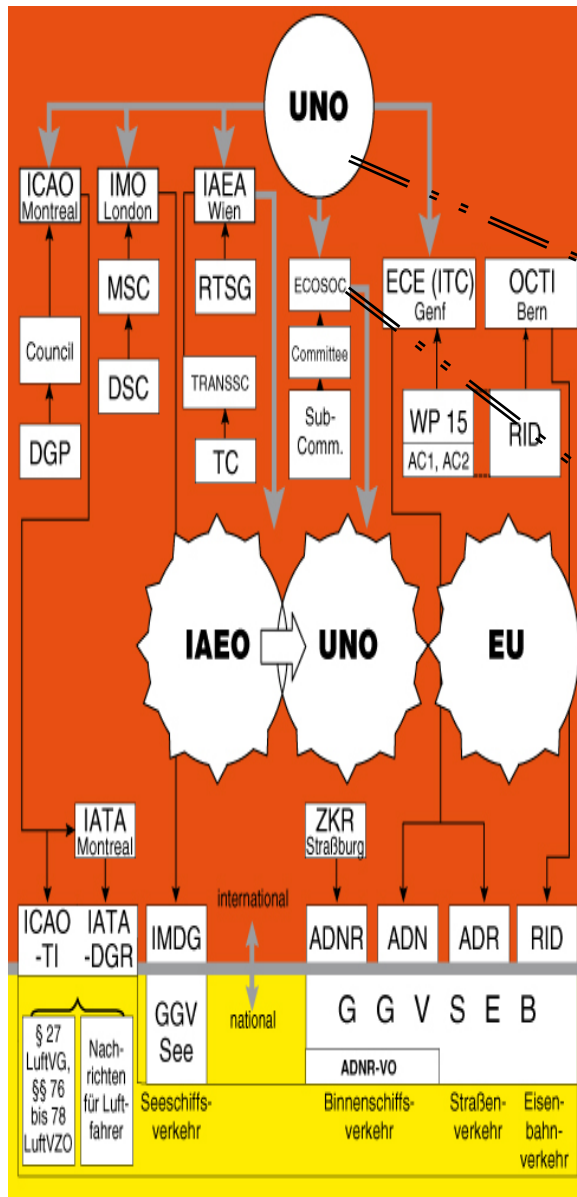 UNO
ICAO
Montreal
IMO
London
IAEA
Wien
MSC
RTSG
ECOSOC
ECE (ITC)
Genf
OCTI
Bern
Council
DSC
TRANSSC
Committee
DGP
TC
Sub-
Comm.
WP 15
AC1, AC2
RID
IAEO
UNO
EU
IATA
Montreal
ZKR
Straßburg
international
ICAO
-TI
IATA
-DGR
IMDG
ADNR
ADN
ADR
RID
national
§ 27
LuftVG,
§§ 76
bis 78
LuftVZO
Nach-
richten
für Luft-
fahrer
GGV
See
G G V S E B
ADNR-VO
Seeschiffs-
verkehr
Binnenschiffs-
verkehr
Straßen-
verkehr
Eisen-
bahn-
verkehr